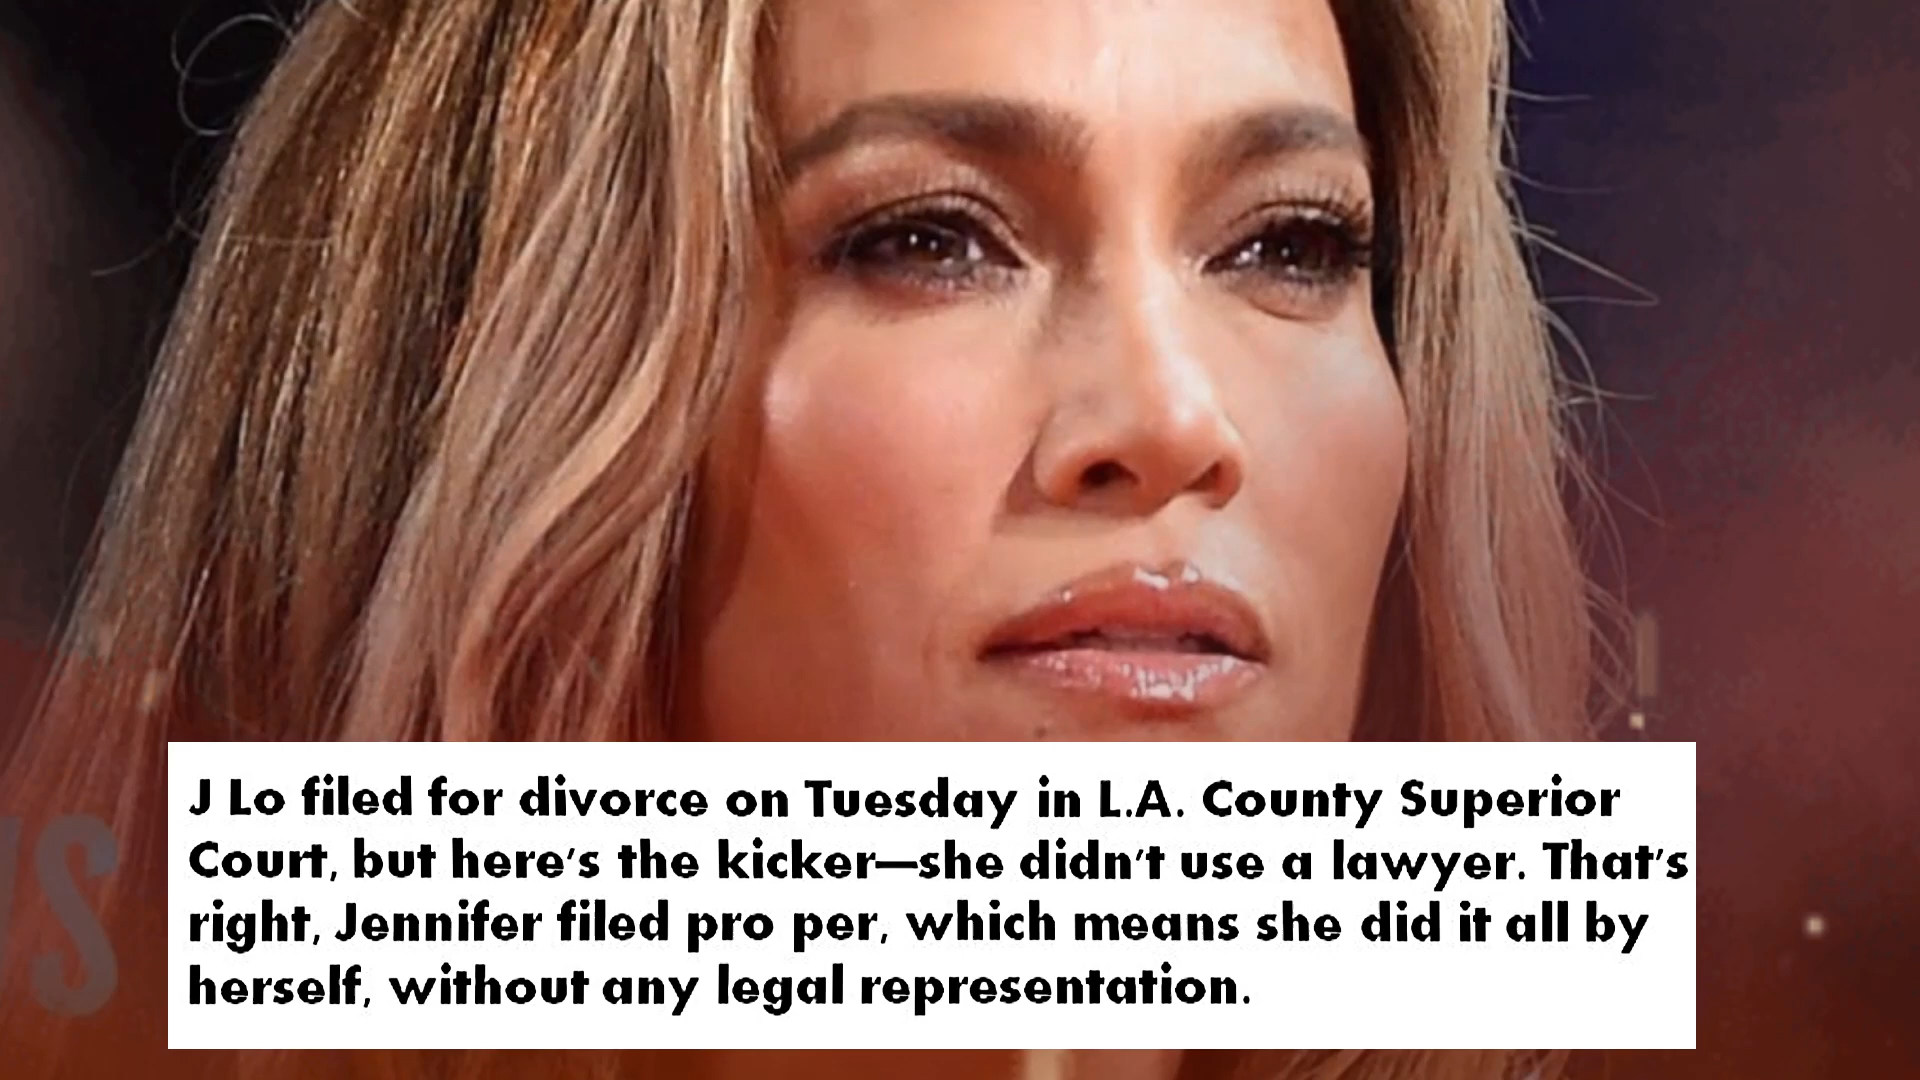 J Lo filed for divorce on Tuesday in L.A. County Superior
Court, but here's the kicker—she didn't use a lawyer. That's
right, Jennifer filed pro per, which means she did it all by
herself, without any legal representation.